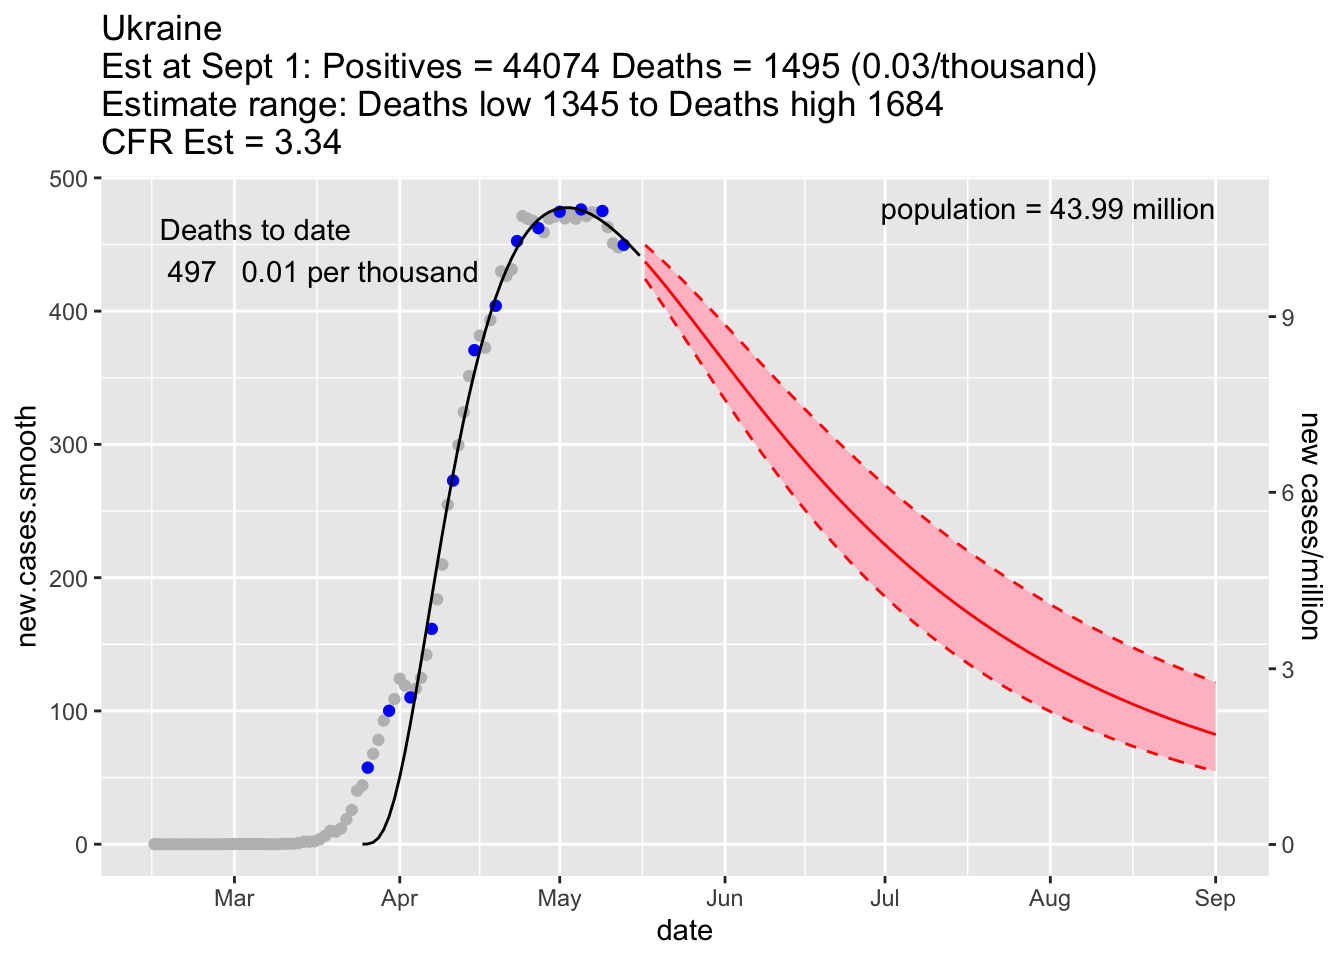 Ukraine
Est at Sept 1: Positives = 44074 Deaths = 1495 (0.03/thousand)
Estimate range: Deaths low 1345 to Deaths high 1684
CFR Est = 3.34
500
400
300
200
100
0
new.cases.smooth
Deaths to date
497 0.01 per thousand
population = 43.99 million
9
6
3
0
new cases/million
Mar Apr May Jun Jul Aug Sep
date